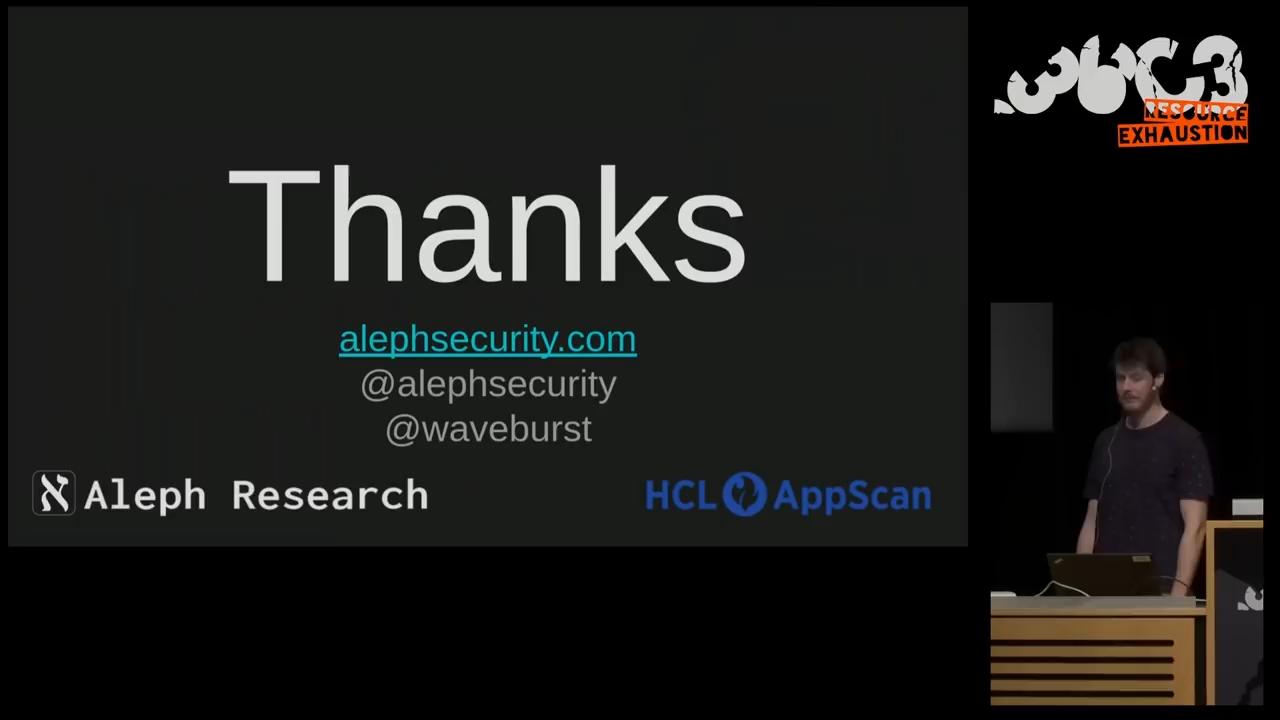 Thanks
alephsecurity.com
@alephsecurity
@waveburst
Aleph Research
HCL AppScan
36C3
RESOURCE
EXHAUSTION